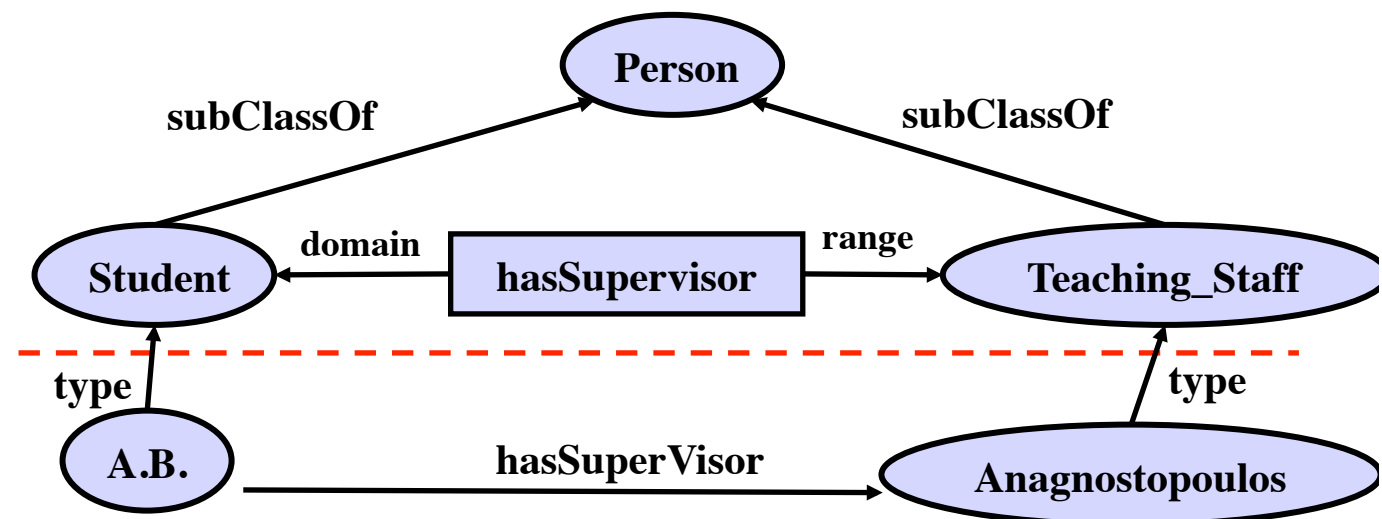 Person
subClassOf
subClassOf
domain
range
Student
hasSupervisor
Teaching_Staff
type
type
A.B.
hasSuperVisor
Anagnostopoulos